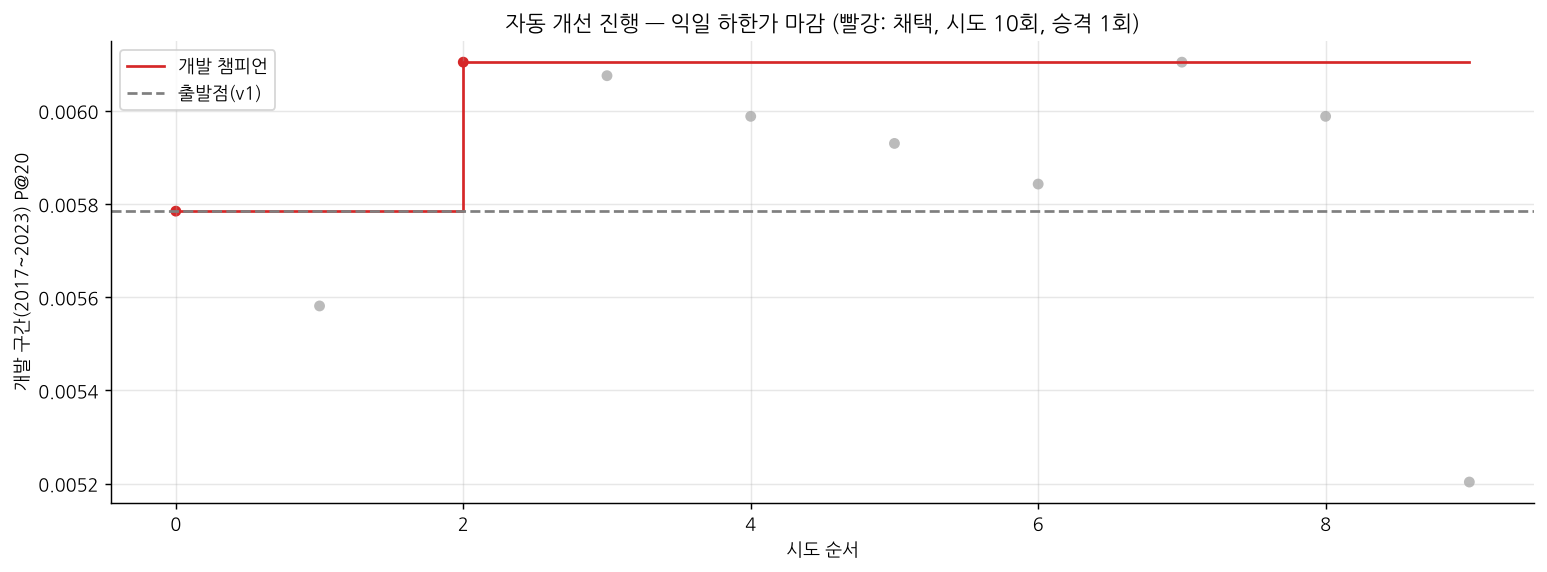 자동 개선 진행 — 익일 하한가 마감 (빨강: 채택, 시도 10회, 승격 1회)
개발 챔피언
출발점(v1)
개발 구간(2017~2023) P@20
0.0060
0.0058
0.0056
0.0054
0.0052
0 2 4 6 8
시도 순서